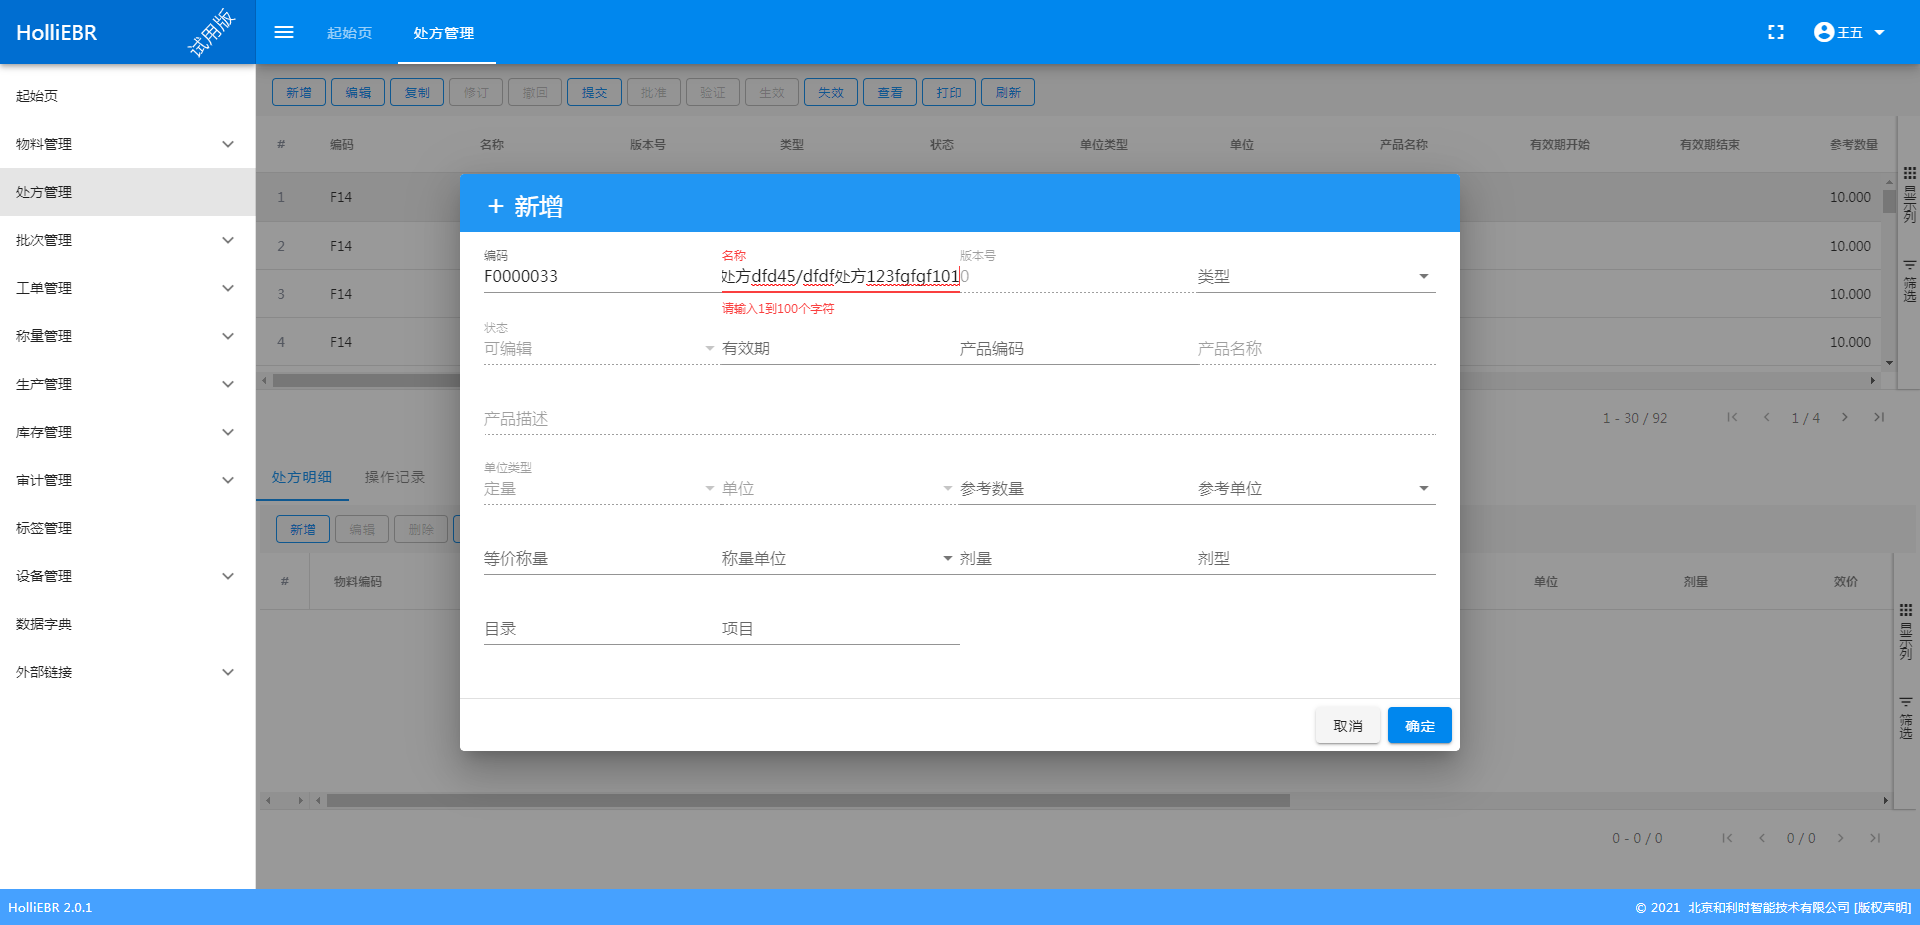 HolliEBR 试用版 起始页 处方管理 王五
起始页
物料管理
处方管理
批次管理
工单管理
称量管理
生产管理
库存管理
审计管理
标签管理
设备管理
数据字典
外部链接
新增 编辑 复制 修订 撤回 提交 批准 验证 生效 失效 查看 打印 刷新
# 编码 名称 版本号 类型 状态 单位类型 单位 产品名称 有效期开始 有效期结束 参考数量
1 F14 10.000
2 F14 10.000
3 F14 10.000
4 F14 10.000
显示列
筛选
1 - 30 / 92 1 / 4
+ 新增
编码 名称 版本号
F0000033 处方dfd45/dfdf处方123fgfgf101 0 类型
请输入1到100个字符
状态
可编辑 有效期 产品编码 产品名称
产品描述
单位类型
定量 单位 参考数量 参考单位
等价称量 称量单位 剂量 剂型
目录 项目
取消 确定
处方明细 操作记录
新增 编辑 删除
# 物料编码 单位 剂量 效价
显示列
筛选
0 - 0 / 0 0 / 0
HolliEBR 2.0.1 © 2021 北京和利时智能技术有限公司 [版权声明]